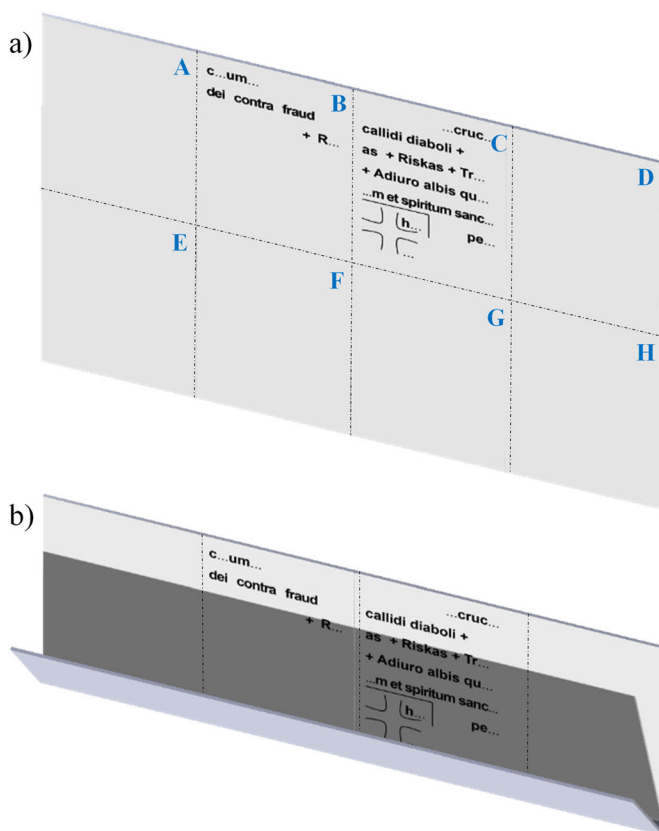 a)
A
B
C
D
c...um...
dei contra fraud
+ R...
...cruc...
callidi diaboli +
as + Riskas + Tr...
+ Adiuro albis qu...
...m et spiritum sanc...
h...
pe...
...
E
F
G
H
b)
c...um...
dei contra fraud
+ R...
...cruc...
callidi diaboli +
as + Riskas + Tr...
+ Adiuro albis qu...
...m et spiritum sanc...
h...
pe...
...